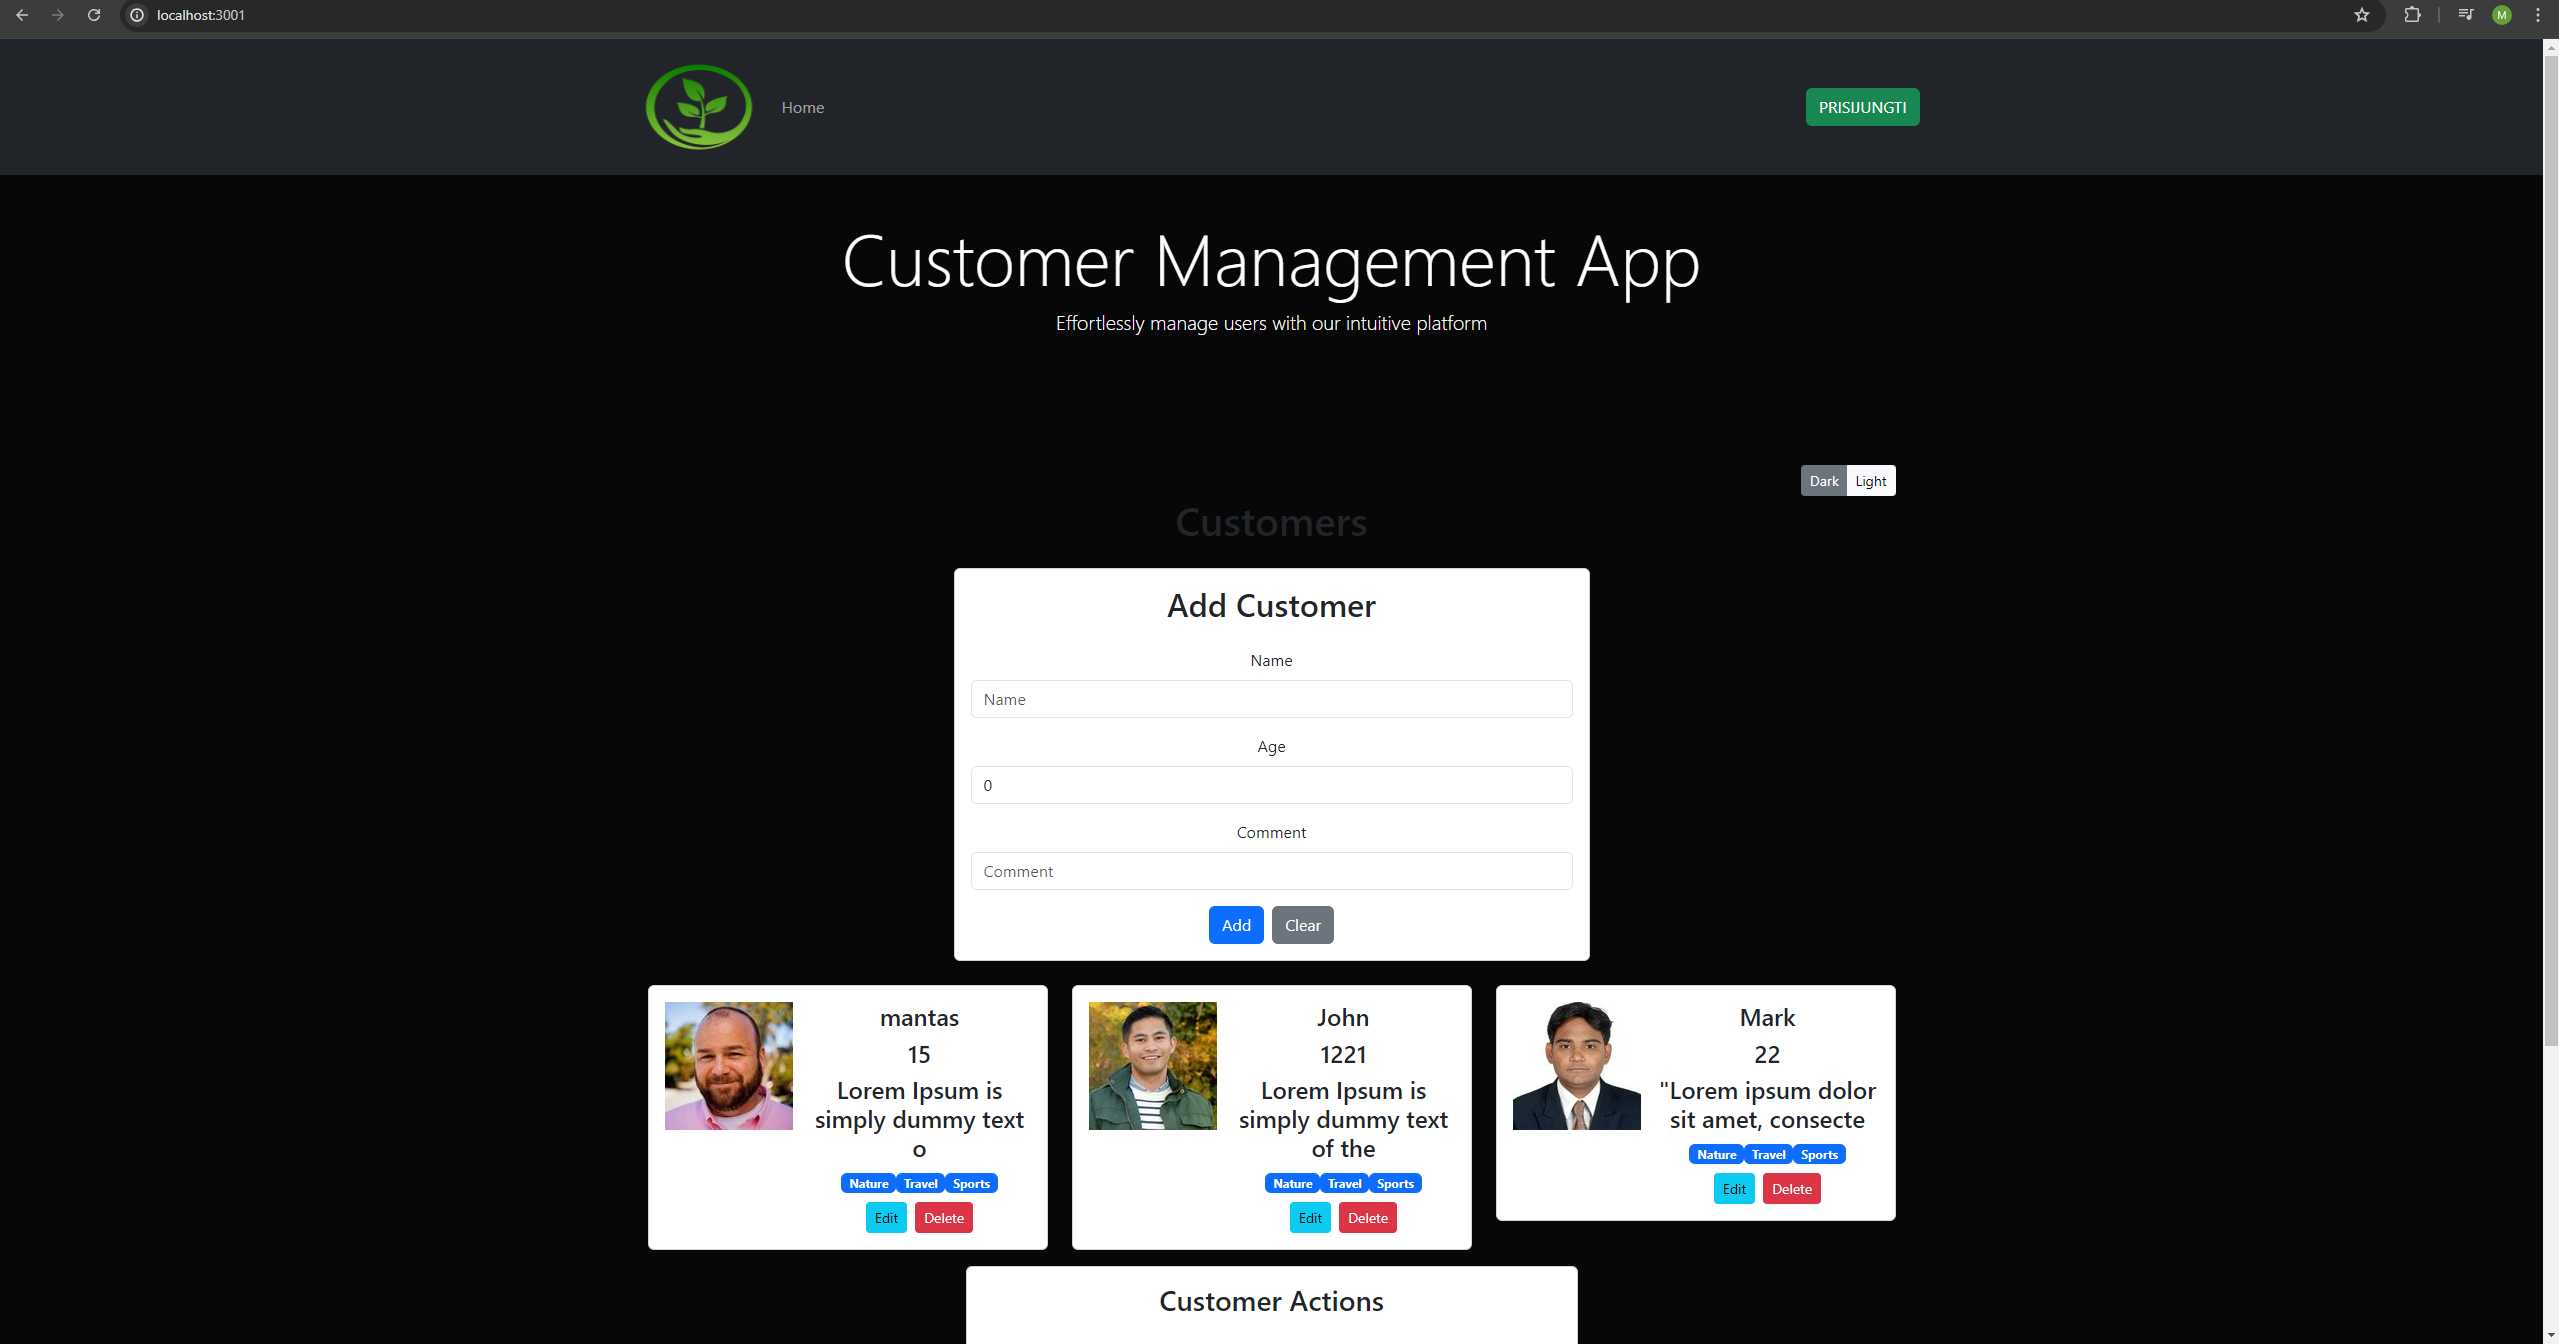 localhost:3001
M
Home
PRISIJUNGTI
Customer Management App
Effortlessly manage users with our intuitive platform
Dark
Light
Customers
Add Customer
Name
Name
Age
0
Comment
Comment
Add
Clear
mantas
15
Lorem Ipsum is
simply dummy text
o
Nature Travel Sports
Edit
Delete
John
1221
Lorem Ipsum is
simply dummy text
of the
Nature Travel Sports
Edit
Delete
Mark
22
"Lorem ipsum dolor
sit amet, consecte
Nature Travel Sports
Edit
Delete
Customer Actions